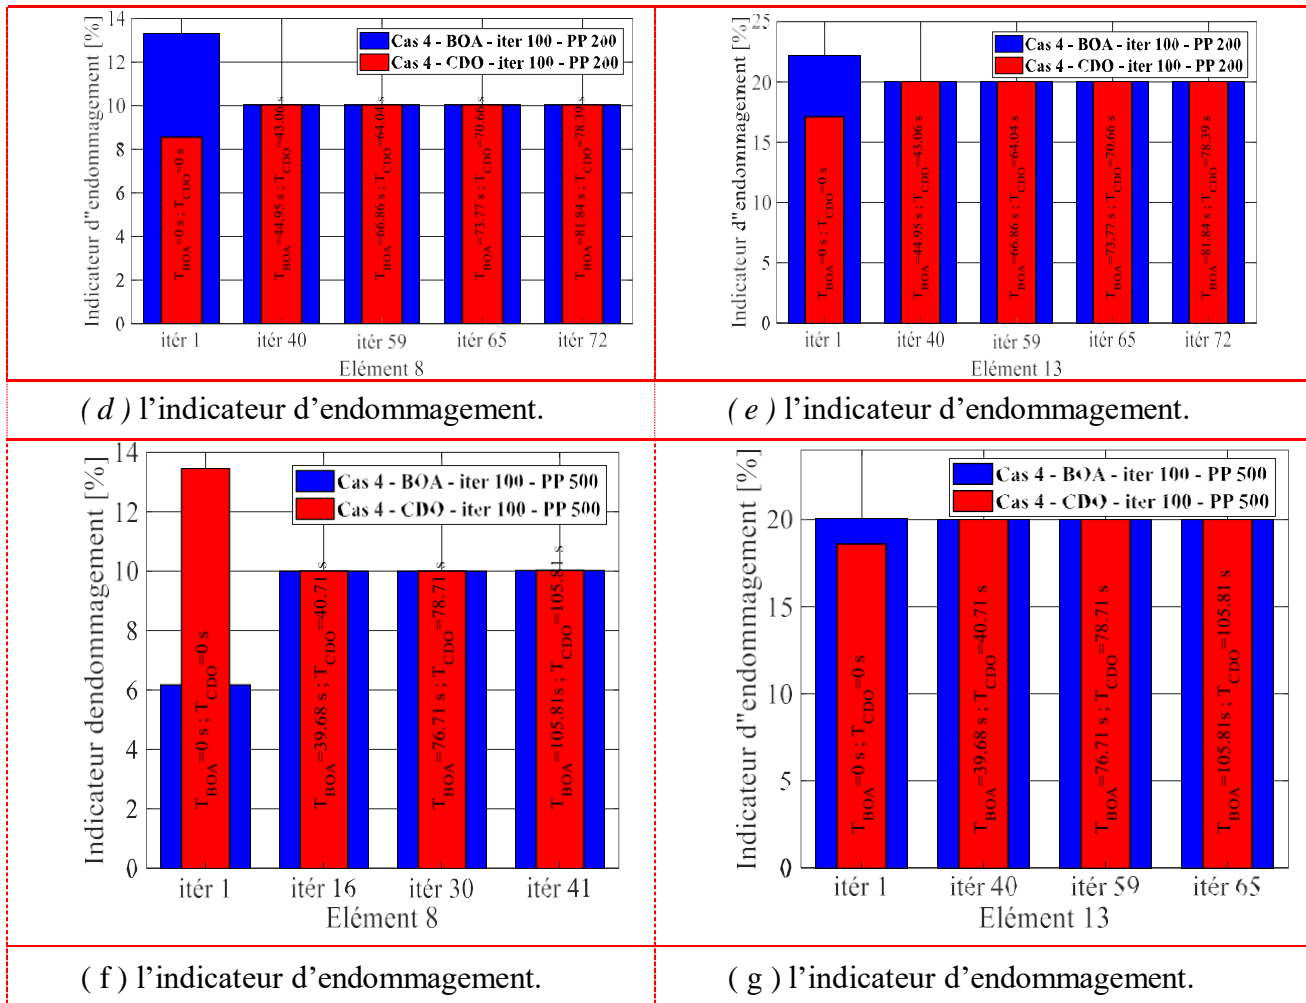 Indicateur d"endommagement [%]
14
12
10
8
6
4
2
0
Cas 4 - BOA - iter 100 - PP 200
Cas 4 - CDO - iter 100 - PP 200
T_BOA=0 s ; T_CDO=0 s
T_BOA=44.95 s ; T_CDO=43.06 s
T_BOA=66.86 s ; T_CDO=64.04 s
T_BOA=73.77 s ; T_CDO=70.66 s
T_BOA=81.84 s ; T_CDO=78.39 s
itér 1 itér 40 itér 59 itér 65 itér 72
Elément 8
Indicateur d"endommagement [%]
25
20
15
10
5
0
Cas 4 - BOA - iter 100 - PP 200
Cas 4 - CDO - iter 100 - PP 200
T_BOA=0 s ; T_CDO=0 s
T_BOA=44.95 s ; T_CDO=43.06 s
T_BOA=66.86 s ; T_CDO=64.04 s
T_BOA=73.77 s ; T_CDO=70.66 s
T_BOA=81.84 s ; T_CDO=78.39 s
itér 1 itér 40 itér 59 itér 65 itér 72
Elément 13
( d ) l’indicateur d’endommagement.
( e ) l’indicateur d’endommagement.
Indicateur dendommagement [%]
14
12
10
8
6
4
2
0
Cas 4 - BOA - iter 100 - PP 500
Cas 4 - CDO - iter 100 - PP 500
T_BOA=0 s ; T_CDO=0 s
T_BOA=39.68 s ; T_CDO=40.71 s
T_BOA=76.71 s ; T_CDO=78.71 s
T_BOA=105.81s ; T_CDO=105.81 s
itér 1 itér 16 itér 30 itér 41
Elément 8
Indicateur d"endommagement [%]
20
15
10
5
0
Cas 4 - BOA - iter 100 - PP 500
Cas 4 - CDO - iter 100 - PP 500
T_BOA=0 s ; T_CDO=0 s
T_BOA=39.68 s ; T_CDO=40.71 s
T_BOA=76.71 s ; T_CDO=78.71 s
T_BOA=105.81s ; T_CDO=105.81 s
itér 1 itér 40 itér 59 itér 65
Elément 13
( f ) l’indicateur d’endommagement.
( g ) l’indicateur d’endommagement.